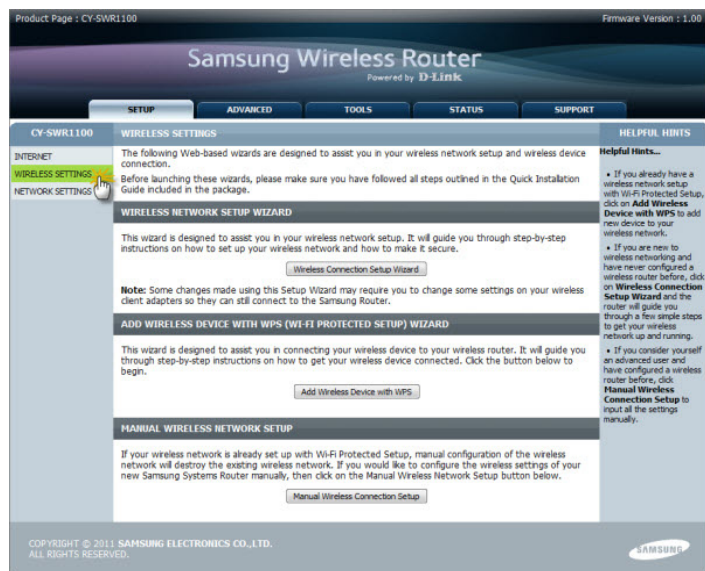 Product Page : CY-SWR1100
Firmware Version : 1.00
Samsung Wireless Router
Powered by D-Link
SETUP
ADVANCED
TOOLS
STATUS
SUPPORT
CY-SWR1100
INTERNET
WIRELESS SETTINGS
NETWORK SETTINGS
WIRELESS SETTINGS
The following Web-based wizards are designed to assist you in your wireless network setup and wireless device
connection.
Before launching these wizards, please make sure you have followed all steps outlined in the Quick Installation
Guide included in the package.
WIRELESS NETWORK SETUP WIZARD
This wizard is designed to assist you in your wireless network setup. It will guide you through step-by-step
instructions on how to set up your wireless network and how to make it secure.
Wireless Connection Setup Wizard
Note: Some changes made using this Setup Wizard may require you to change some settings on your wireless
client adapters so they can still connect to the Samsung Router.
ADD WIRELESS DEVICE WITH WPS (WI-FI PROTECTED SETUP) WIZARD
This wizard is designed to assist you in connecting your wireless device to your wireless router. It will guide you
through step-by-step instructions on how to get your wireless device connected. Click the button below to
begin.
Add Wireless Device with WPS
MANUAL WIRELESS NETWORK SETUP
If your wireless network is already set up with Wi-Fi Protected Setup, manual configuration of the wireless
network will destroy the existing wireless network. If you would like to configure the wireless settings of your
new Samsung Systems Router manually, then click on the Manual Wireless Network Setup button below.
Manual Wireless Connection Setup
HELPFUL HINTS
Helpful Hints...
• If you already have a
wireless network setup
with Wi-Fi Protected Setup,
click on Add Wireless
Device with WPS to add
new device to your
wireless network.
• If you are new to
wireless networking and
have never configured a
wireless router before, click
on Wireless Connection
Setup Wizard and the
router will guide you
through a few simple steps
to get your wireless
network up and running.
• If you consider yourself
an advanced user and
have configured a wireless
router before, click
Manual Wireless
Connection Setup to
input all the settings
manually.
COPYRIGHT © 2011 SAMSUNG ELECTRONICS CO.,LTD.
ALL RIGHTS RESERVED.
SAMSUNG